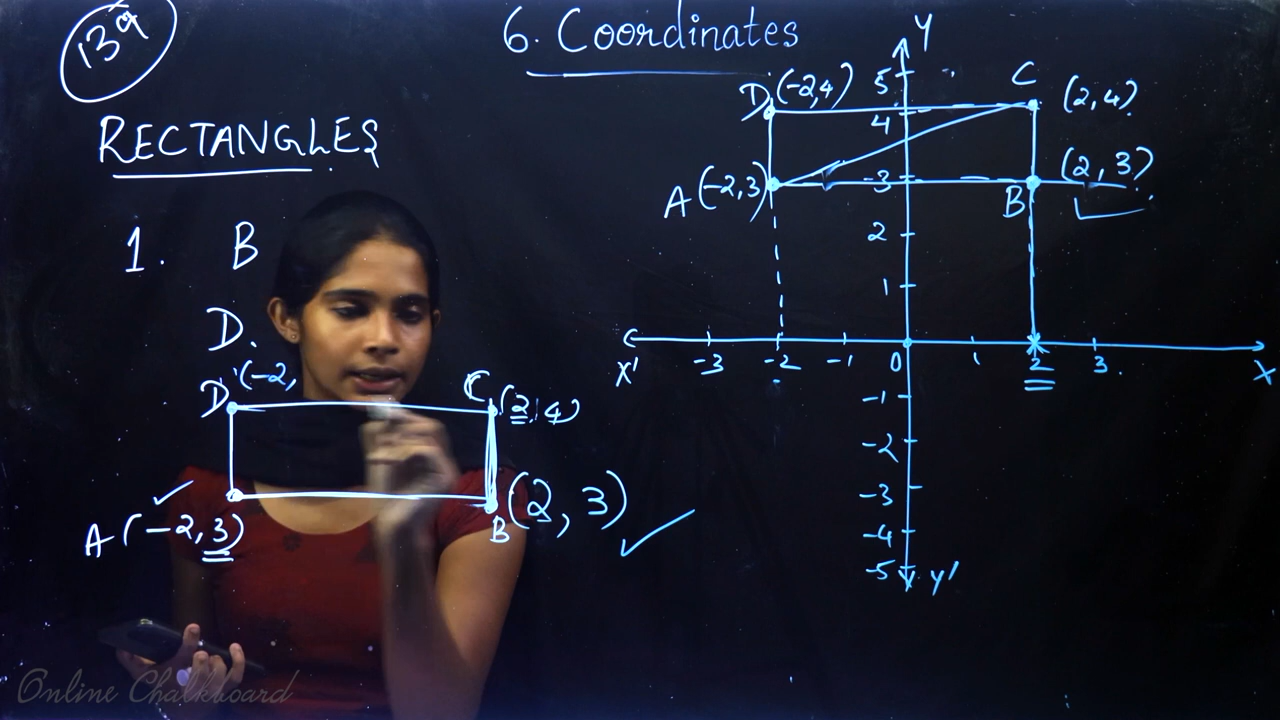 139
6. Coordinates
RECTANGLES
1. B
D.
D (-2,
C (2, 4)
A (-2, 3)
B (2, 3)
Y
5
4
3
2
1
D (-2, 4)
C (2, 4)
A (-2, 3)
B (2, 3)
X' -3 -2 -1 0 1 2 3 X
-1
-2
-3
-4
-5
Y'
Online Chalkboard